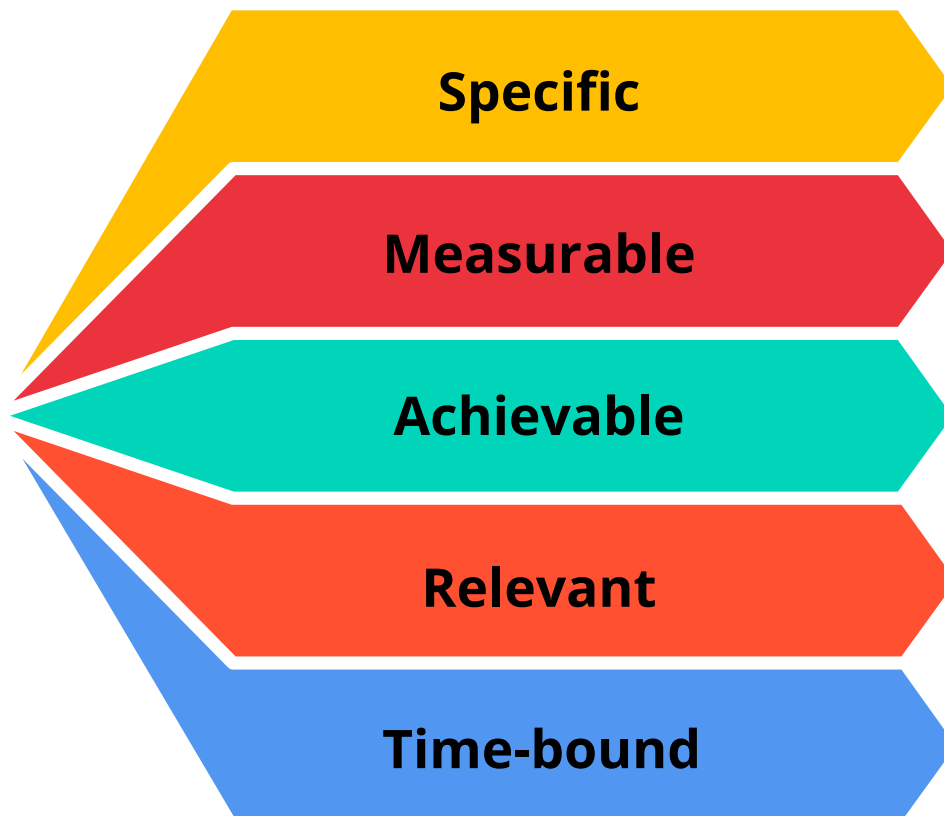 Specific
Measurable
Achievable
Relevant
Time-bound